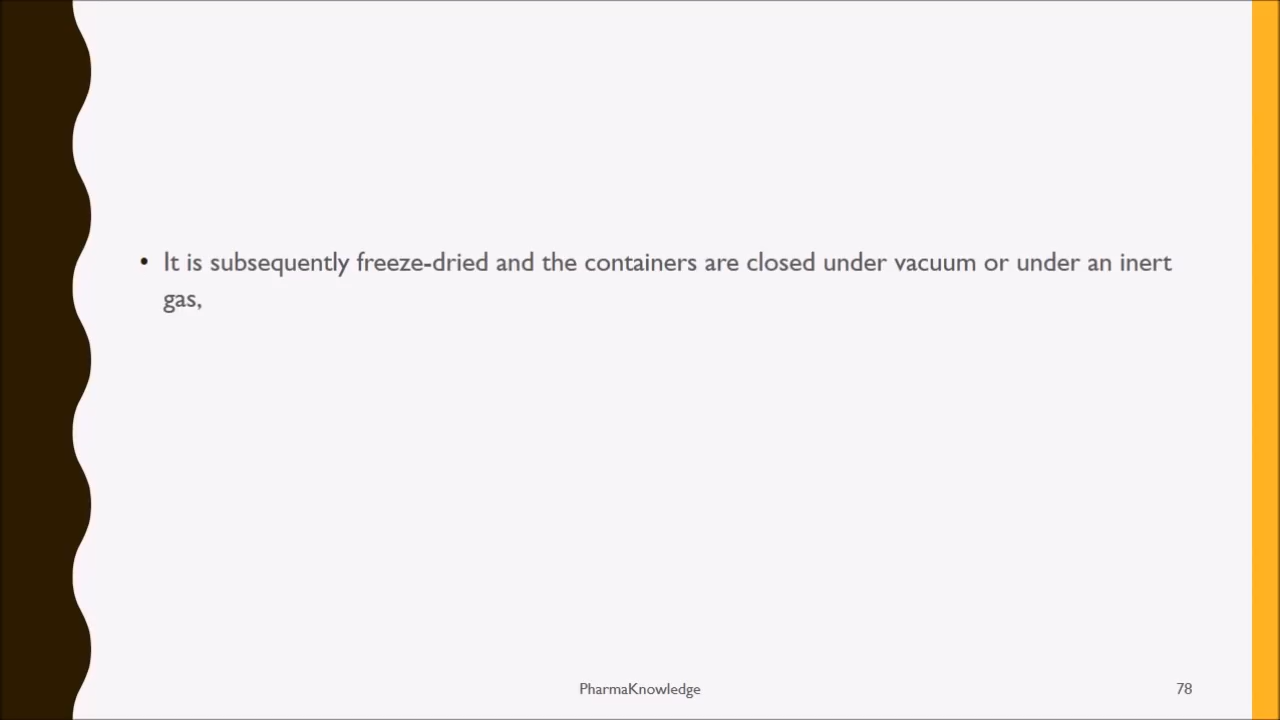 • It is subsequently freeze-dried and the containers are closed under vacuum or under an inert
gas,
PharmaKnowledge
78